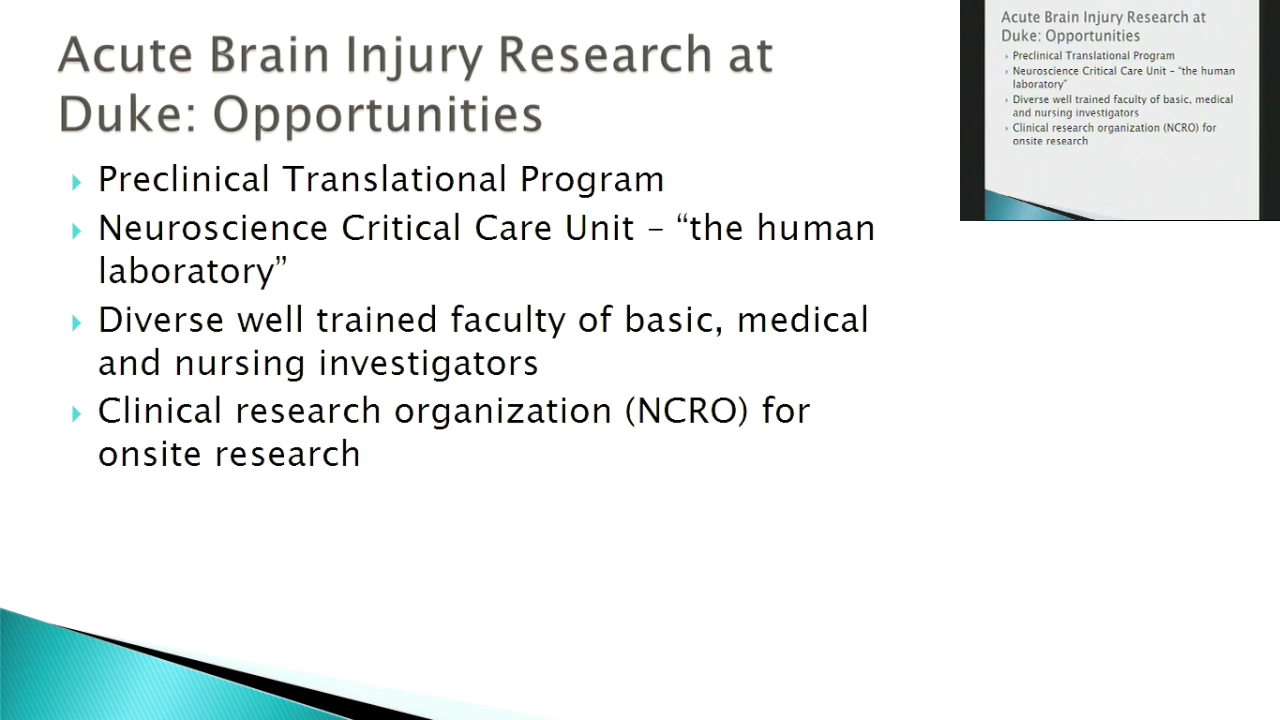 Acute Brain Injury Research at
Duke: Opportunities
Preclinical Translational Program
Neuroscience Critical Care Unit – “the human
laboratory”
Diverse well trained faculty of basic, medical
and nursing investigators
Clinical research organization (NCRO) for
onsite research
Acute Brain Injury Research at
Duke: Opportunities
Preclinical Translational Program
Neuroscience Critical Care Unit – “the human
laboratory”
Diverse well trained faculty of basic, medical
and nursing investigators
Clinical research organization (NCRO) for
onsite research